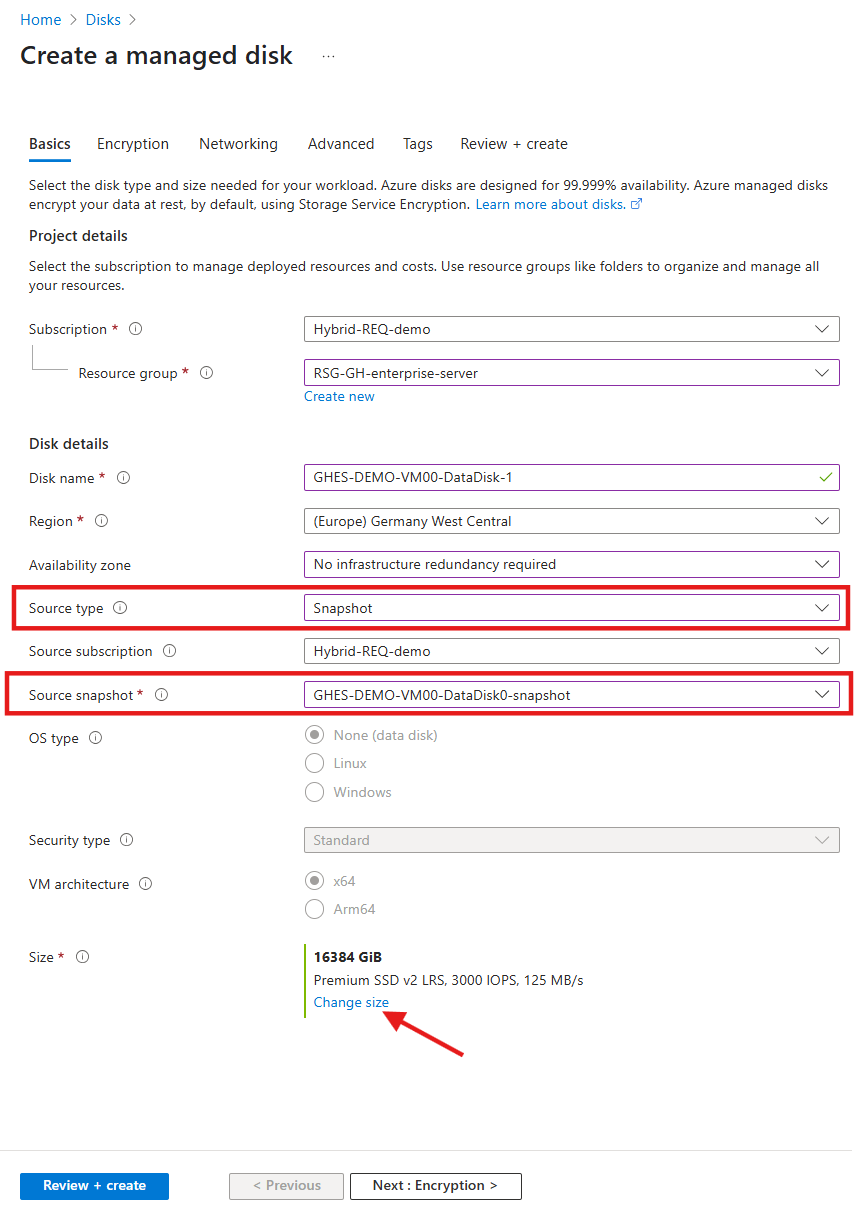 Home > Disks >
Create a managed disk ...
Basics Encryption Networking Advanced Tags Review + create
Select the disk type and size needed for your workload. Azure disks are designed for 99.999% availability. Azure managed disks
encrypt your data at rest, by default, using Storage Service Encryption. Learn more about disks.
Project details
Select the subscription to manage deployed resources and costs. Use resource groups like folders to organize and manage all
your resources.
Subscription * Hybrid-REQ-demo
Resource group * RSG-GH-enterprise-server
Create new
Disk details
Disk name * GHES-DEMO-VM00-DataDisk-1
Region * (Europe) Germany West Central
Availability zone No infrastructure redundancy required
Source type Snapshot
Source subscription Hybrid-REQ-demo
Source snapshot * GHES-DEMO-VM00-DataDisk0-snapshot
OS type None (data disk)
Linux
Windows
Security type Standard
VM architecture x64
Arm64
Size * 16384 GiB
Premium SSD v2 LRS, 3000 IOPS, 125 MB/s
Change size
Review + create < Previous Next : Encryption >